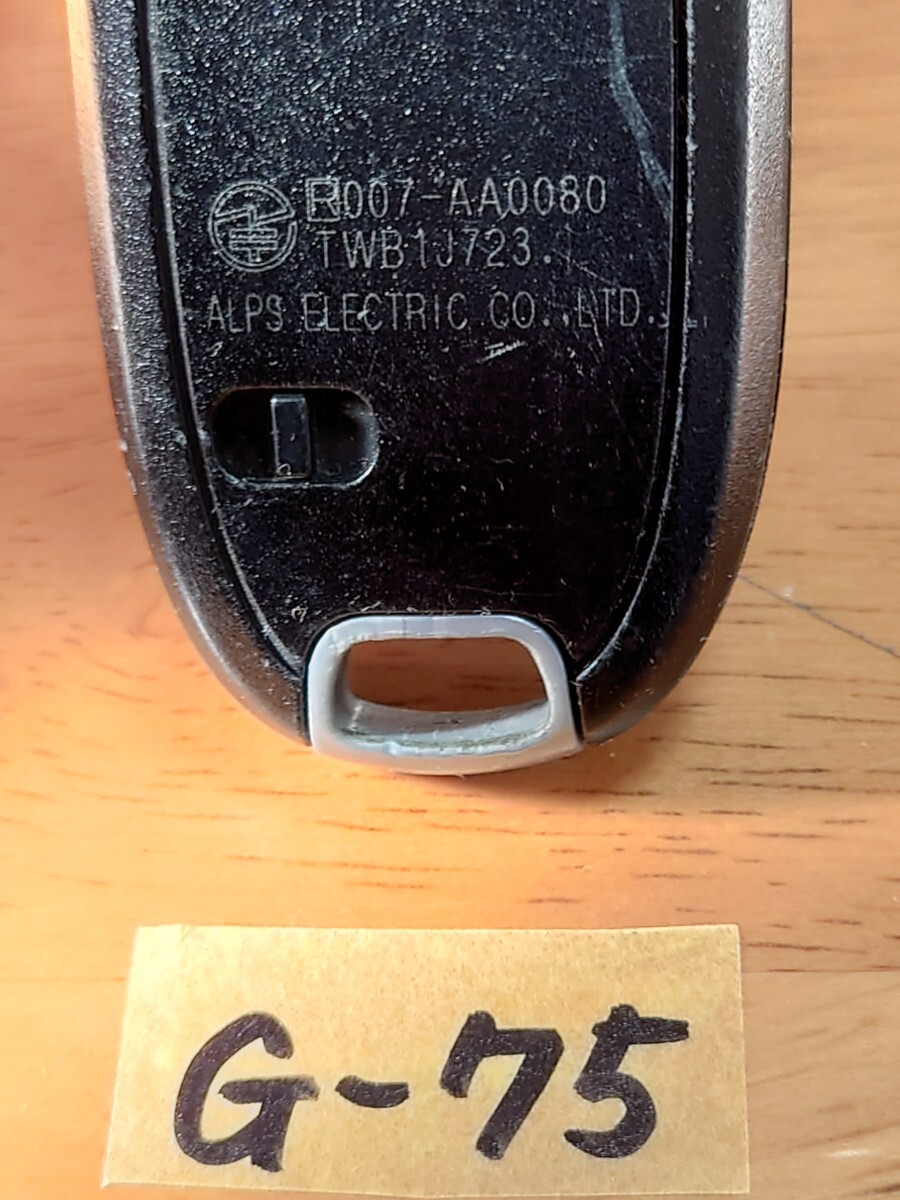 R007-AA0080
TWB1J723.
ALPS ELECTRIC CO.,LTD.
G-75